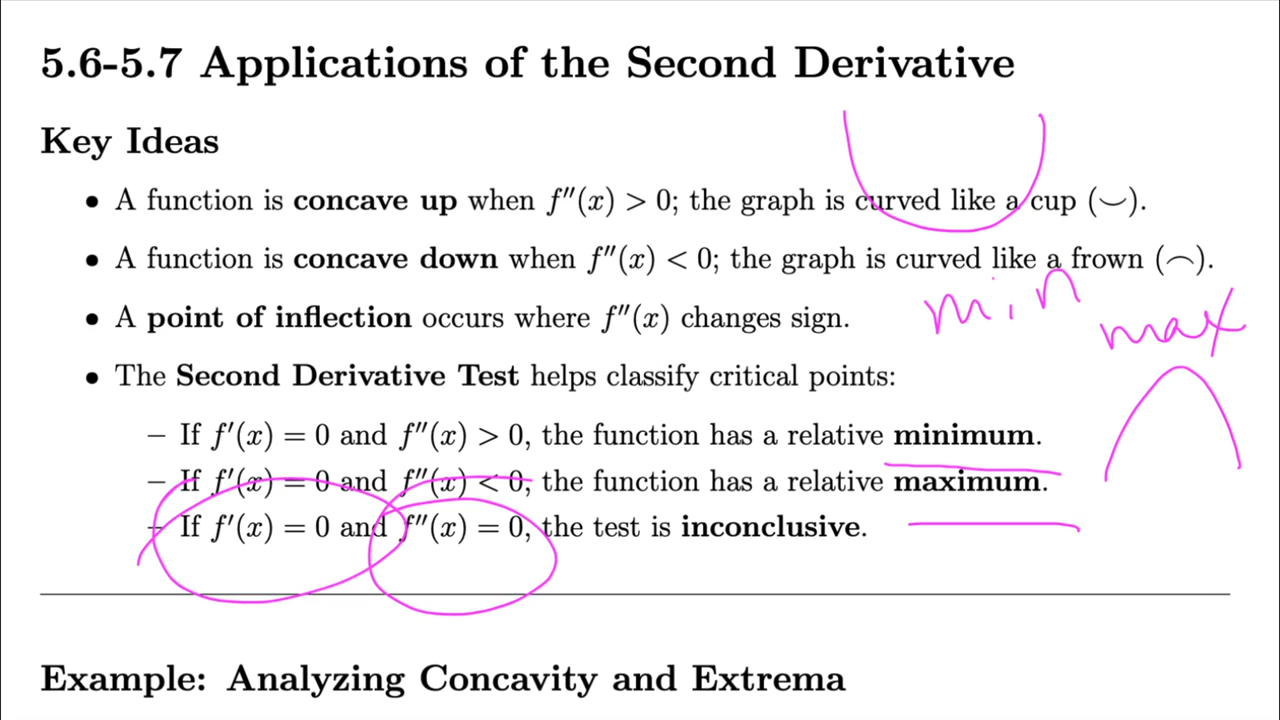 5.6-5.7 Applications of the Second Derivative
Key Ideas
• A function is concave up when f″(x) > 0; the graph is curved like a cup (⌣).
• A function is concave down when f″(x) < 0; the graph is curved like a frown (⌢).
min
• A point of inflection occurs where f″(x) changes sign.
max
• The Second Derivative Test helps classify critical points:
– If f′(x) = 0 and f″(x) > 0, the function has a relative minimum.
– If f′(x) = 0 and f″(x) < 0, the function has a relative maximum.
– If f′(x) = 0 and f″(x) = 0, the test is inconclusive.
Example: Analyzing Concavity and Extrema